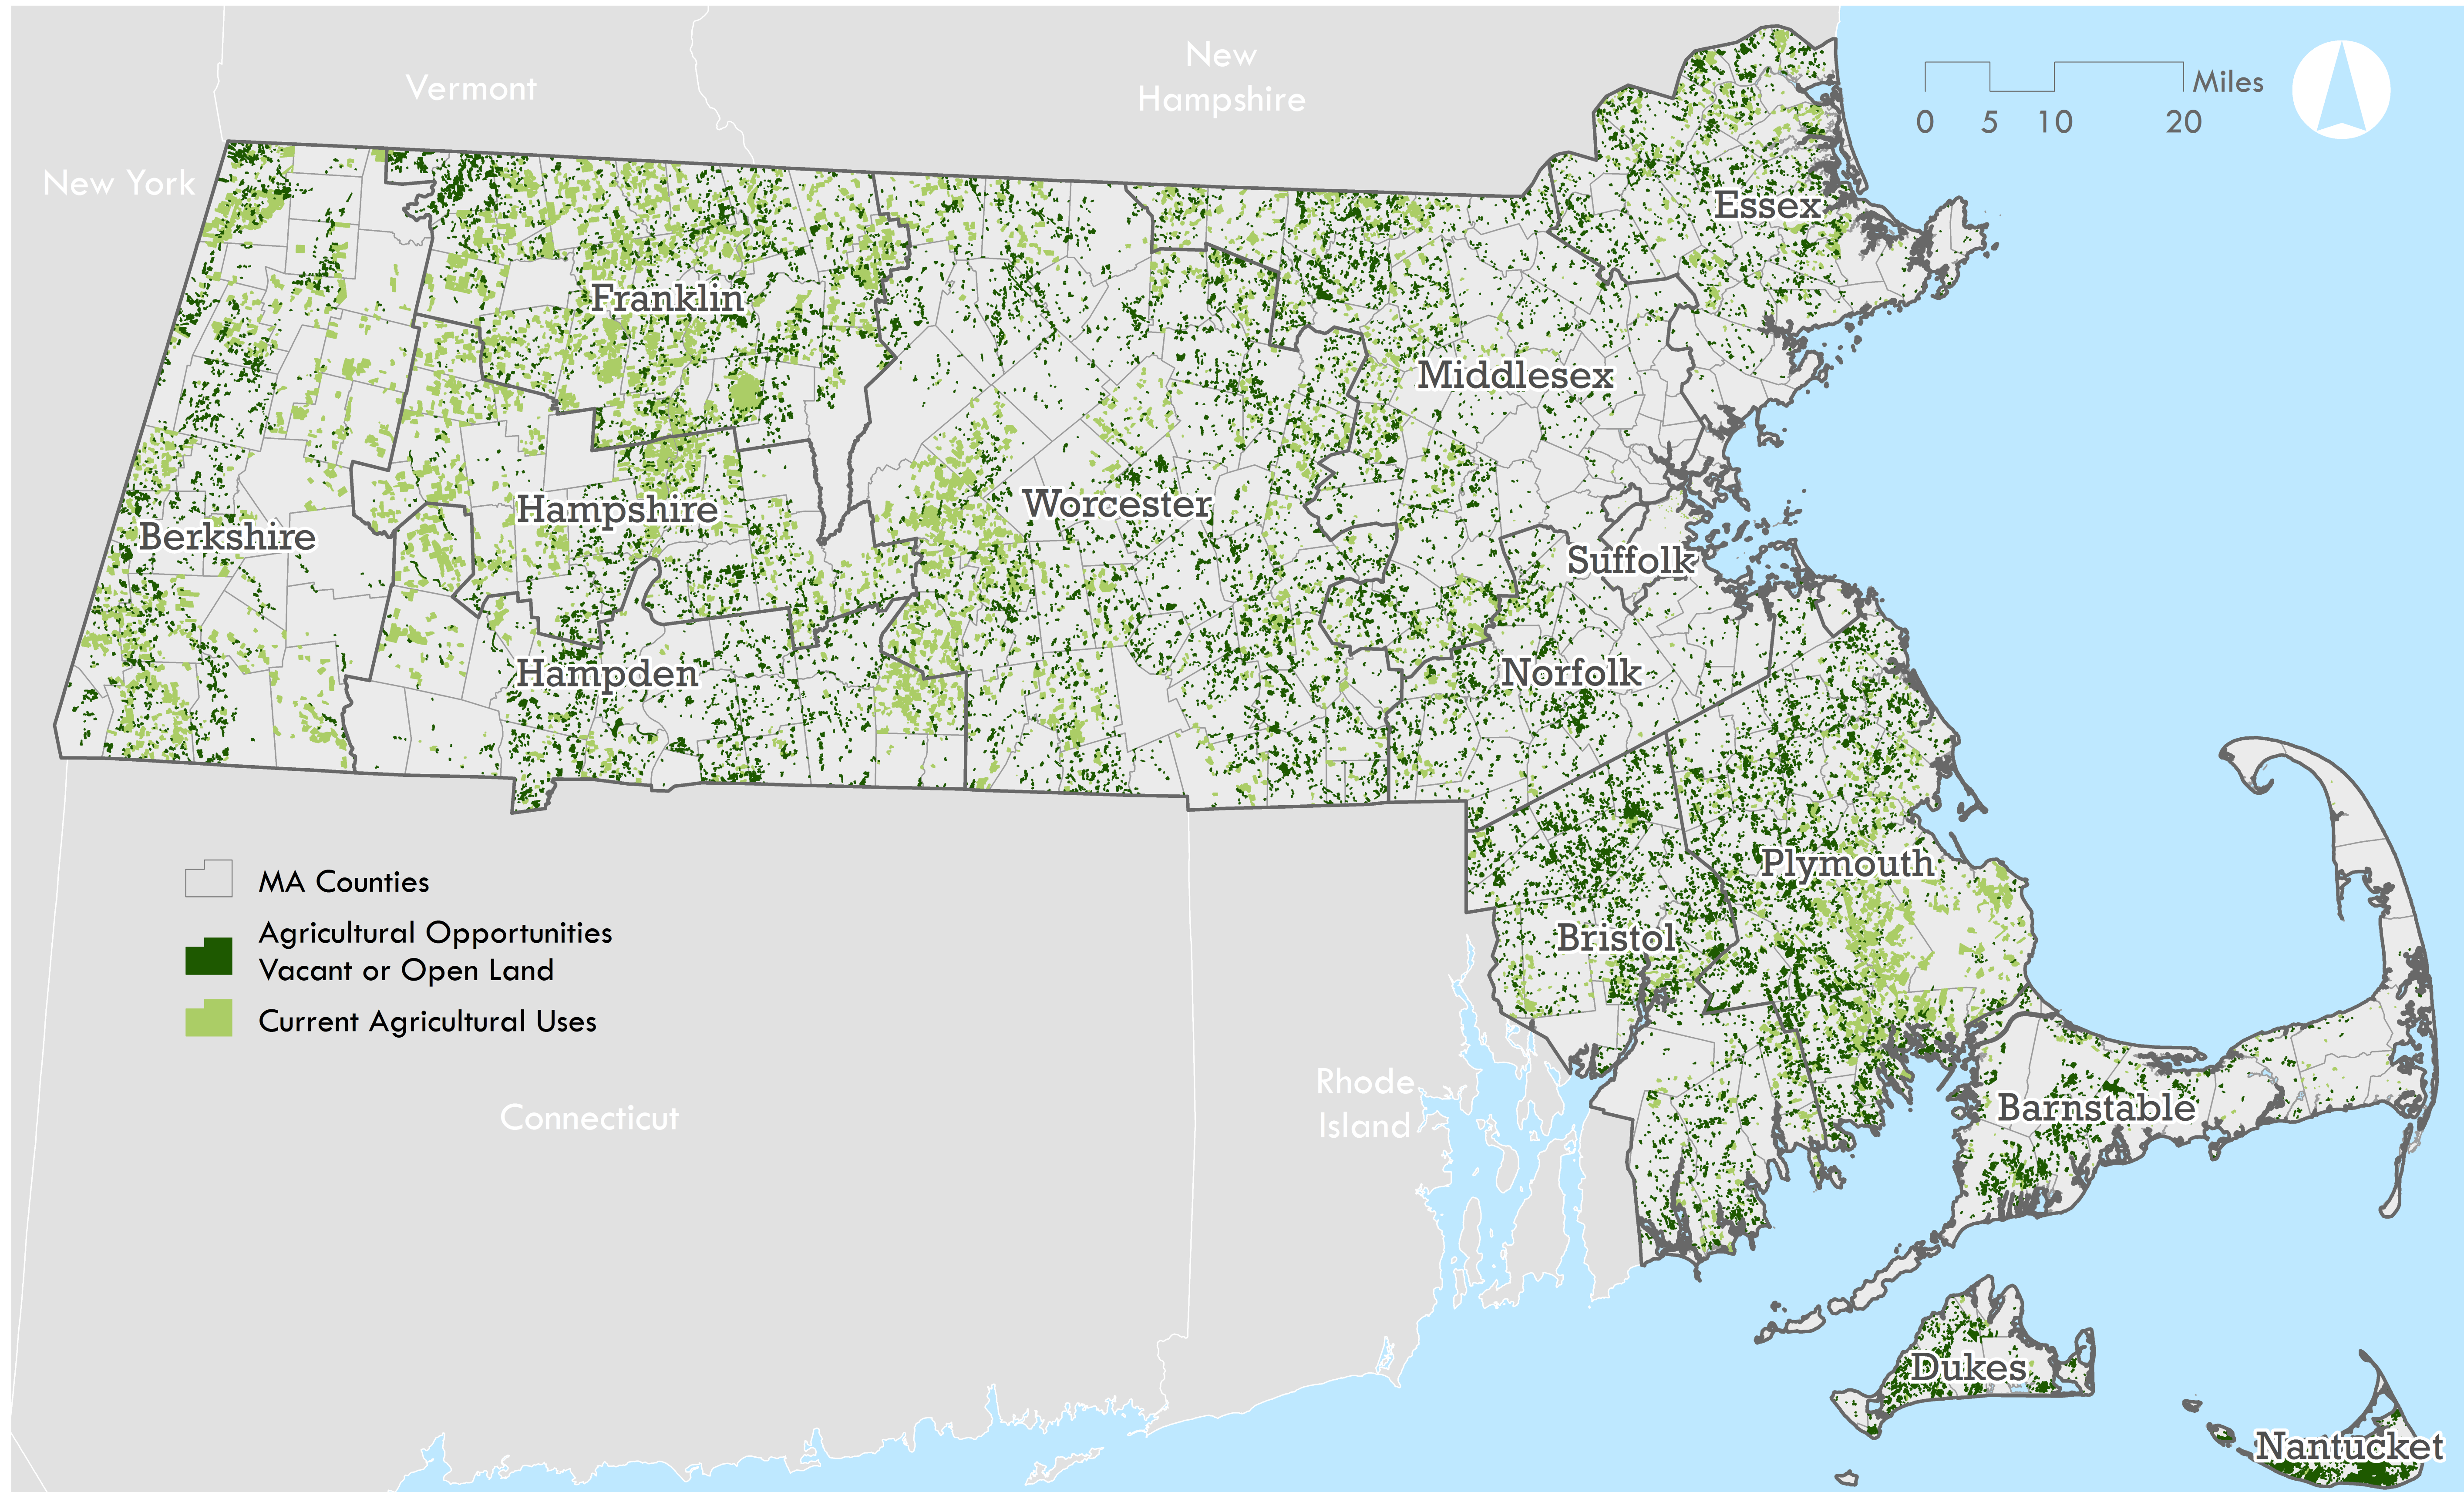 New
Hampshire
Vermont
New York
Miles
0 5 10 20
Essex
Franklin
Middlesex
Worcester
Hampshire
Berkshire
Suffolk
Hampden
Norfolk
MA Counties
Agricultural Opportunities
Vacant or Open Land
Current Agricultural Uses
Plymouth
Bristol
Rhode
Island
Connecticut
Barnstable
Dukes
Nantucket